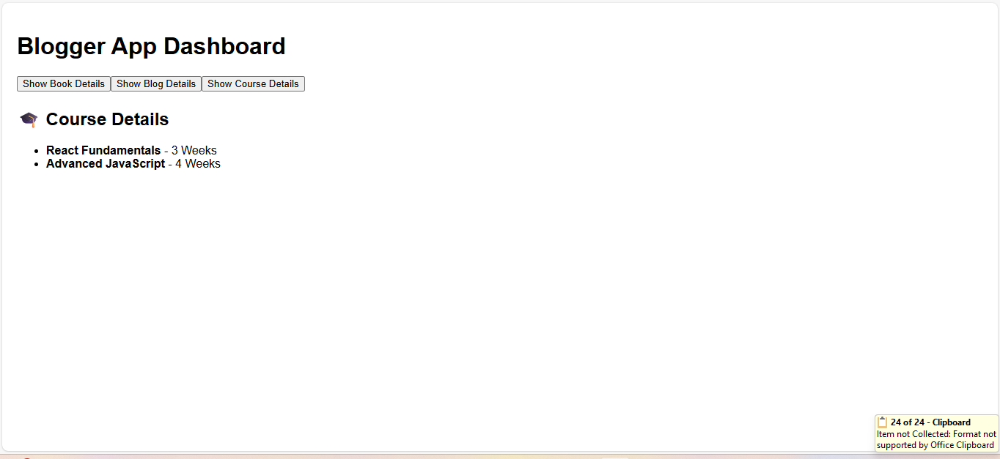 Blogger App Dashboard
Show Book Details Show Blog Details Show Course Details
Course Details
React Fundamentals - 3 Weeks
Advanced JavaScript - 4 Weeks
24 of 24 - Clipboard
Item not Collected: Format not
supported by Office Clipboard